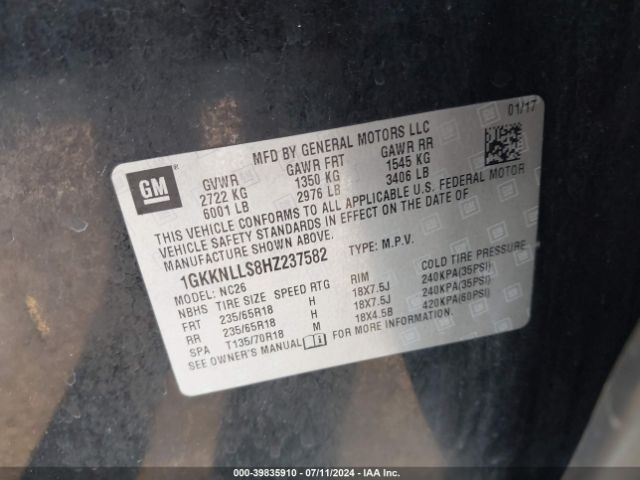 01/17
MFD BY GENERAL MOTORS LLC
GM
GVWR GAWR FRT GAWR RR
2722 KG 1350 KG 1545 KG
6001 LB 2976 LB 3406 LB
THIS VEHICLE CONFORMS TO ALL APPLICABLE U.S. FEDERAL MOTOR
VEHICLE SAFETY STANDARDS IN EFFECT ON THE DATE OF
MANUFACTURE SHOWN ABOVE.
1GKKNLLS8HZ237582 TYPE: M.P.V.
MODEL: NC26
NBHS TIRE SIZE SPEED RTG RIM COLD TIRE PRESSURE
FRT 235/65R18 H 18X7.5J 240KPA(35PSI)
RR 235/65R18 H 18X7.5J 240KPA(35PSI)
SPA T135/70R18 M 18X4.5B 420KPA(60PSI)
SEE OWNER'S MANUAL FOR MORE INFORMATION.
000-39835910 - 07/11/2024 - IAA, Inc.